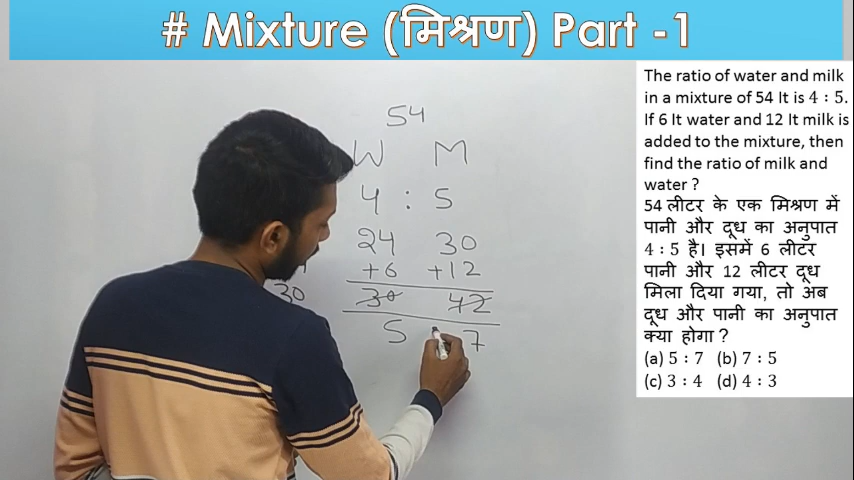 # Mixture (मिश्रण) Part -1
The ratio of water and milk
in a mixture of 54 lt is 4 : 5.
If 6 lt water and 12 lt milk is
added to the mixture, then
find the ratio of milk and
water ?
54 लीटर के एक मिश्रण में
पानी और दूध का अनुपात
4 : 5 है। इसमें 6 लीटर
पानी और 12 लीटर दूध
मिला दिया गया, तो अब
दूध और पानी का अनुपात
क्या होगा ?
(a) 5 : 7 (b) 7 : 5
(c) 3 : 4 (d) 4 : 3
54
W M
4 : 5
24 30
+6 +12
30 30 42
5 7